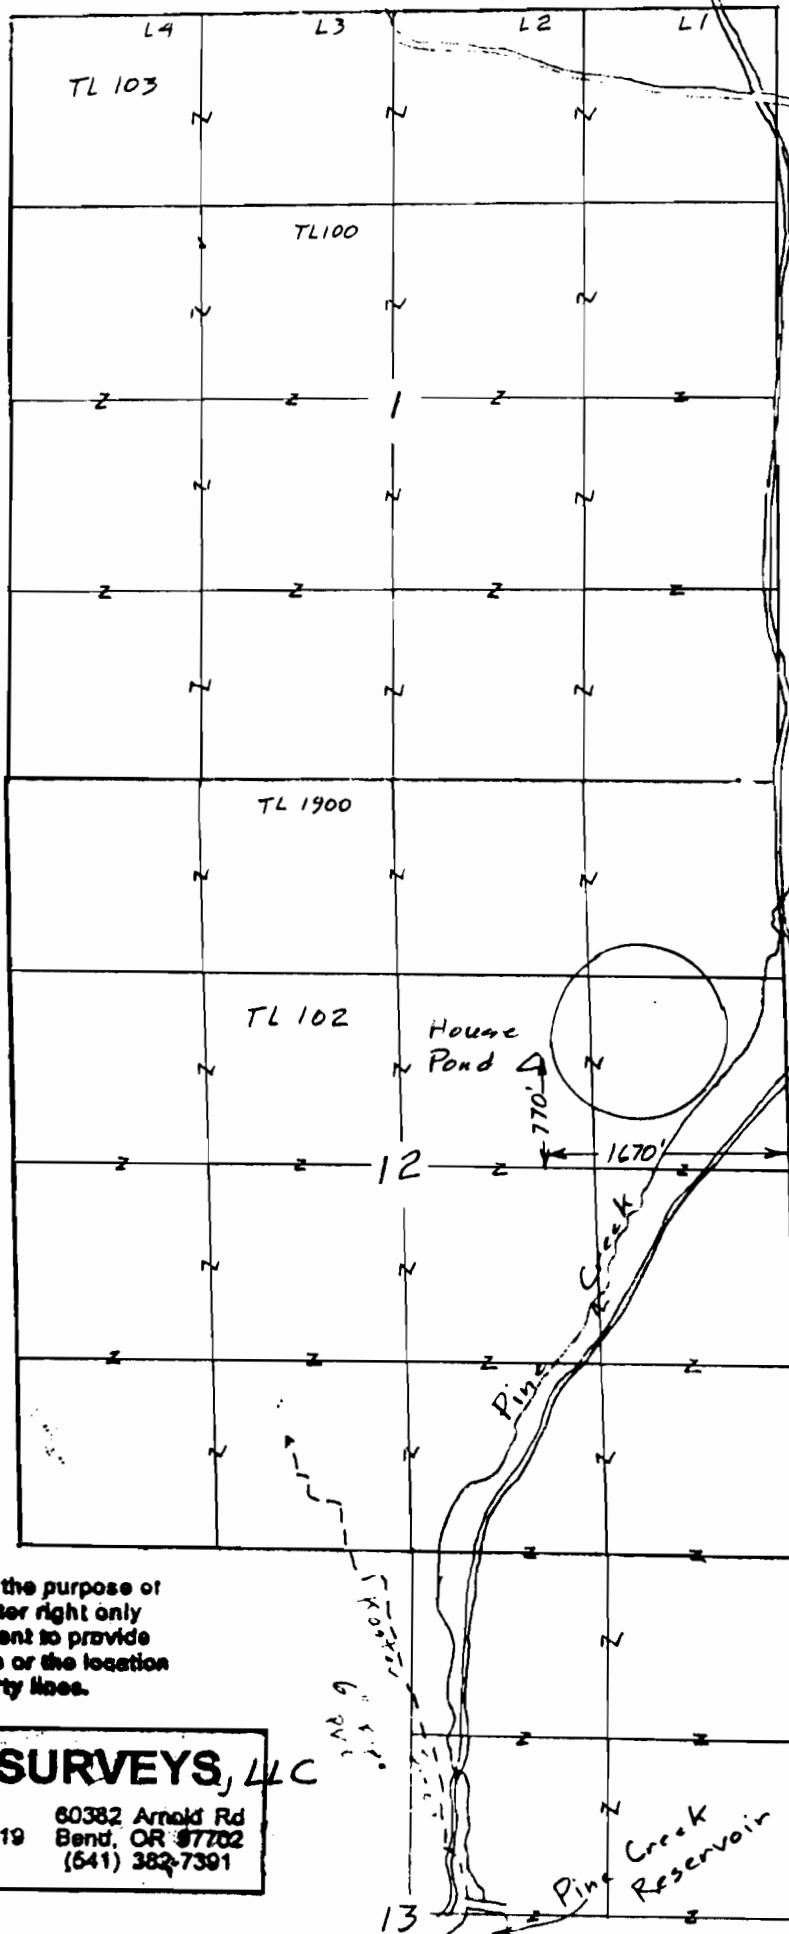 L4 L3 L2 L1
TL 103
TL100
1
TL 1900
TL 102
House
Pond
770'
1670'
12
Pine Creek
the purpose of
ter right only
ent to provide
or the location
ty lines.
SURVEYS, LLC
60382 Arnold Rd
19 Bend, OR 97702
(541) 382-7391
Pine Creek
Reservoir
13